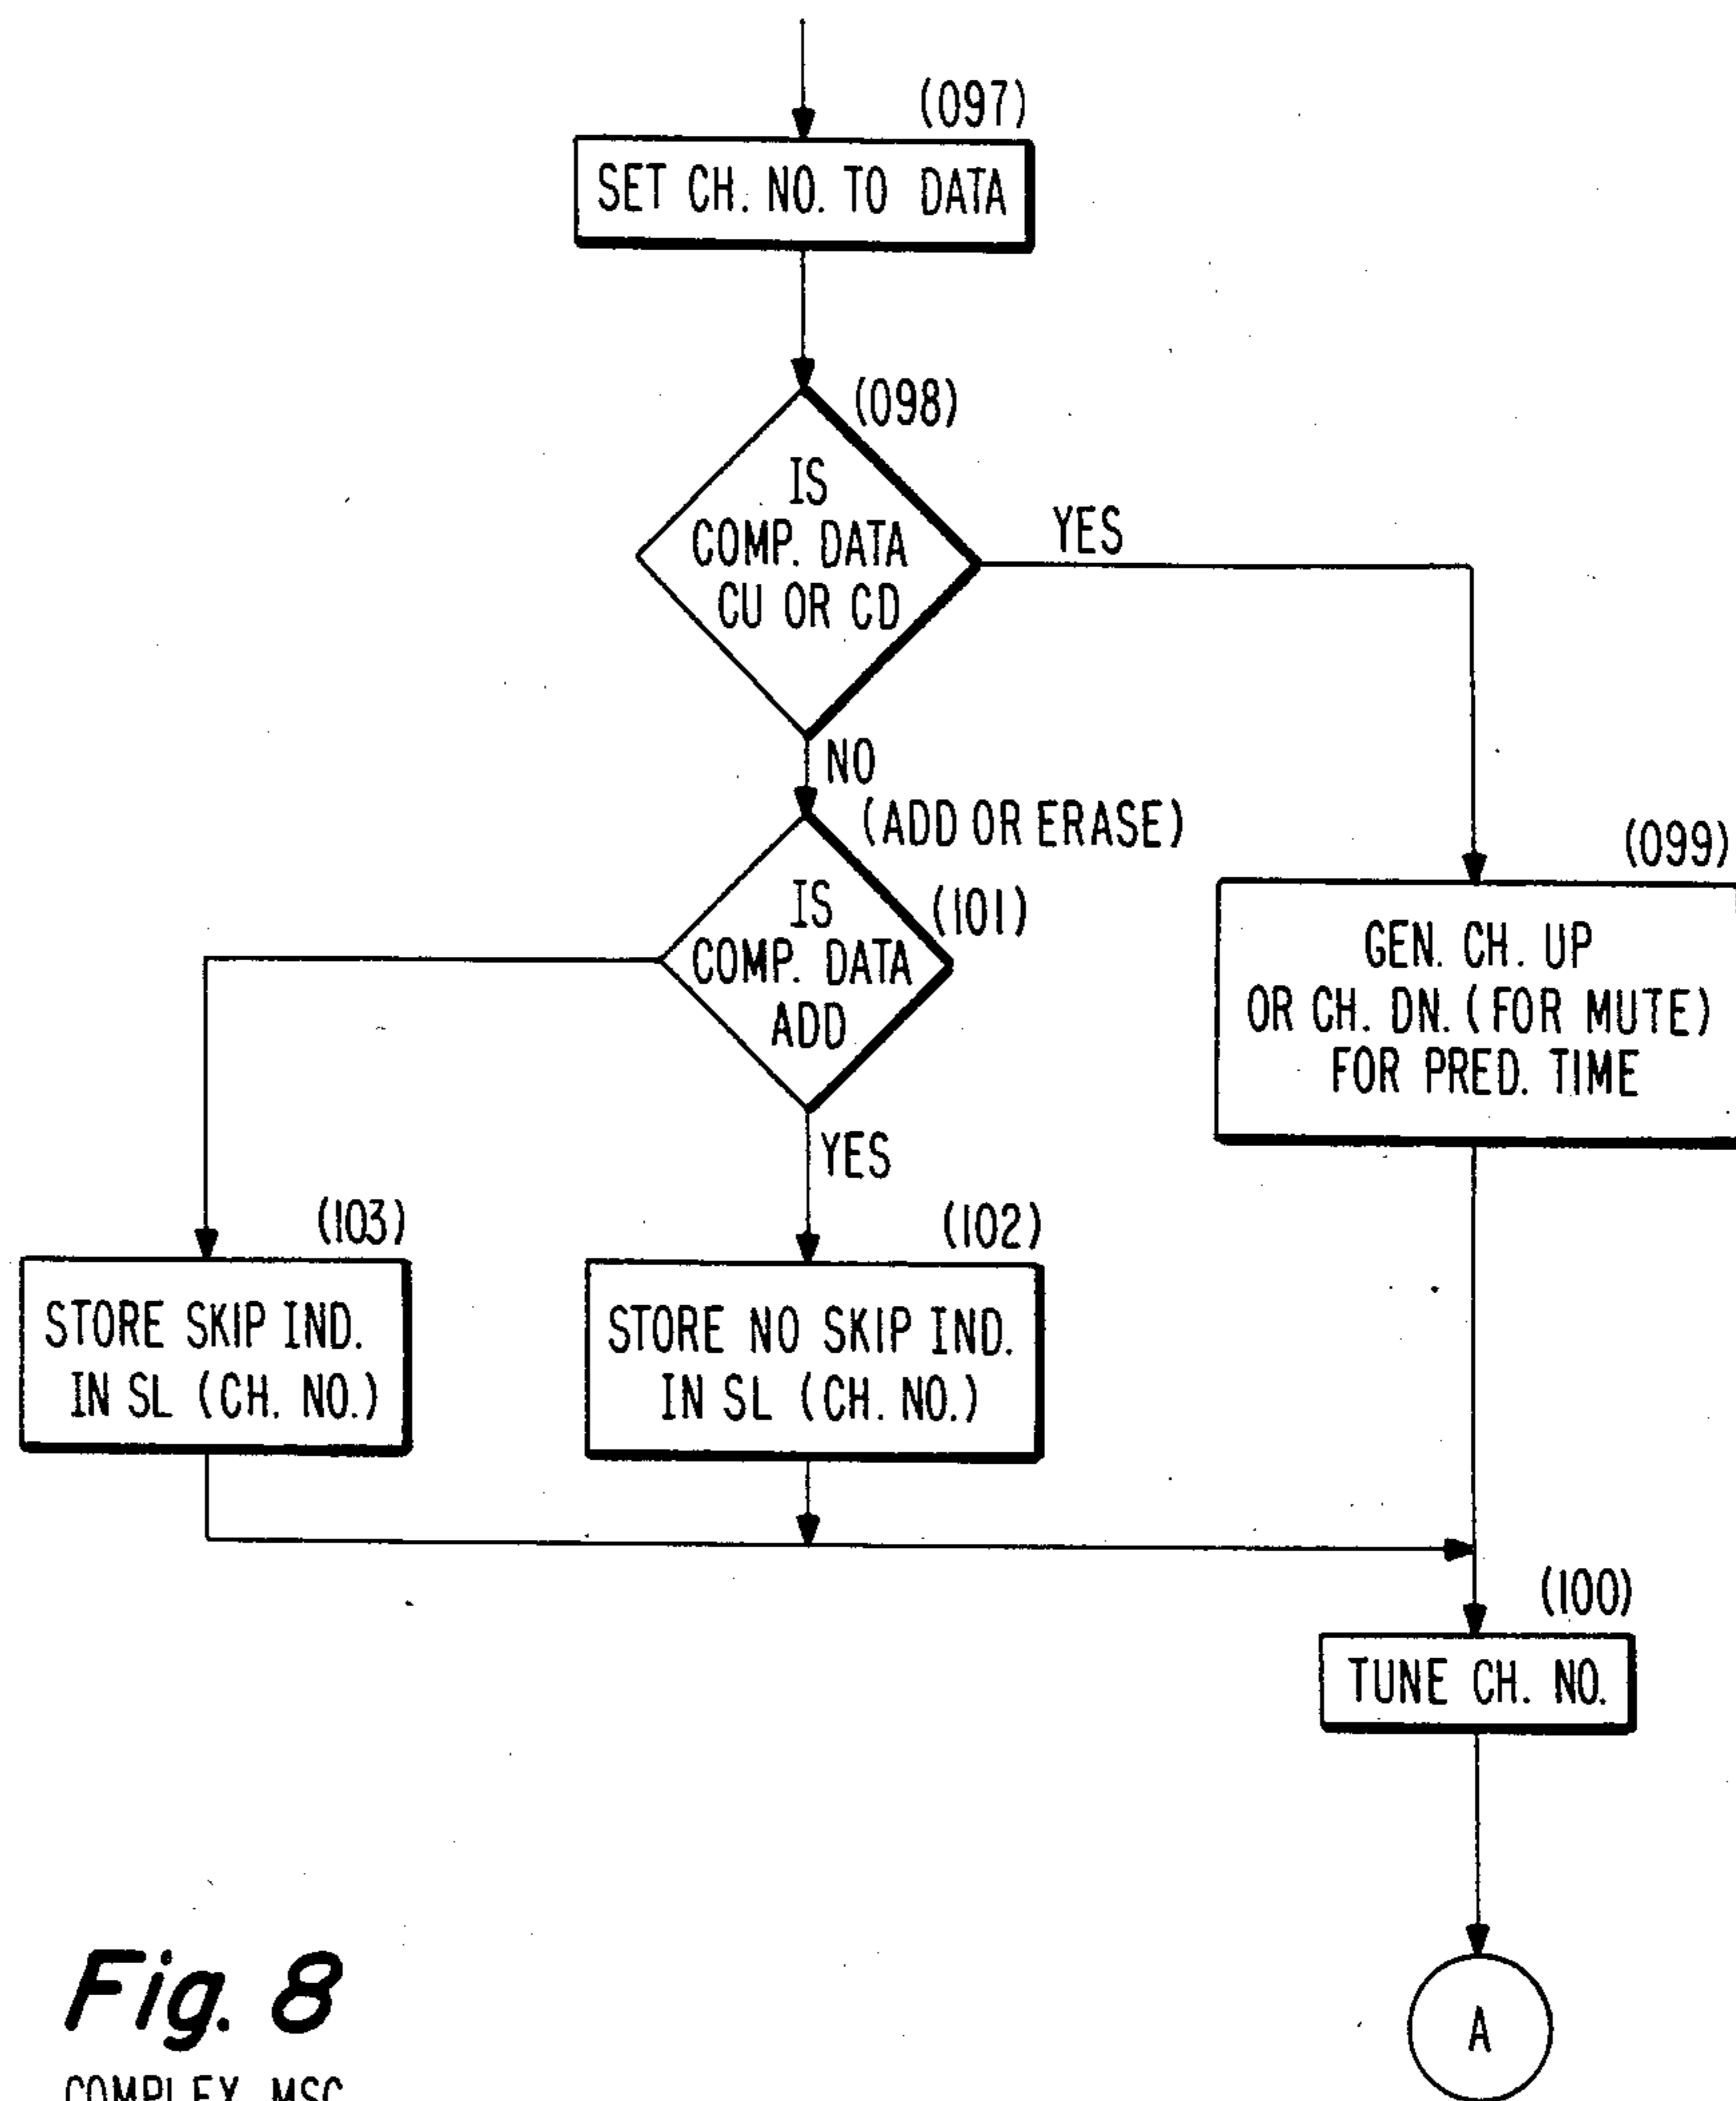 (097)
SET CH. NO. TO DATA
(098)
IS
COMP. DATA
CU OR CD
YES
NO
(ADD OR ERASE)
(099)
GEN. CH. UP
OR CH. DN. (FOR MUTE)
FOR PRED. TIME
(101)
IS
COMP. DATA
ADD
YES
(103)
STORE SKIP IND.
IN SL (CH. NO.)
(102)
STORE NO SKIP IND.
IN SL (CH. NO.)
(100)
TUNE CH. NO.
A
Fig. 8
COMPLEX MSC